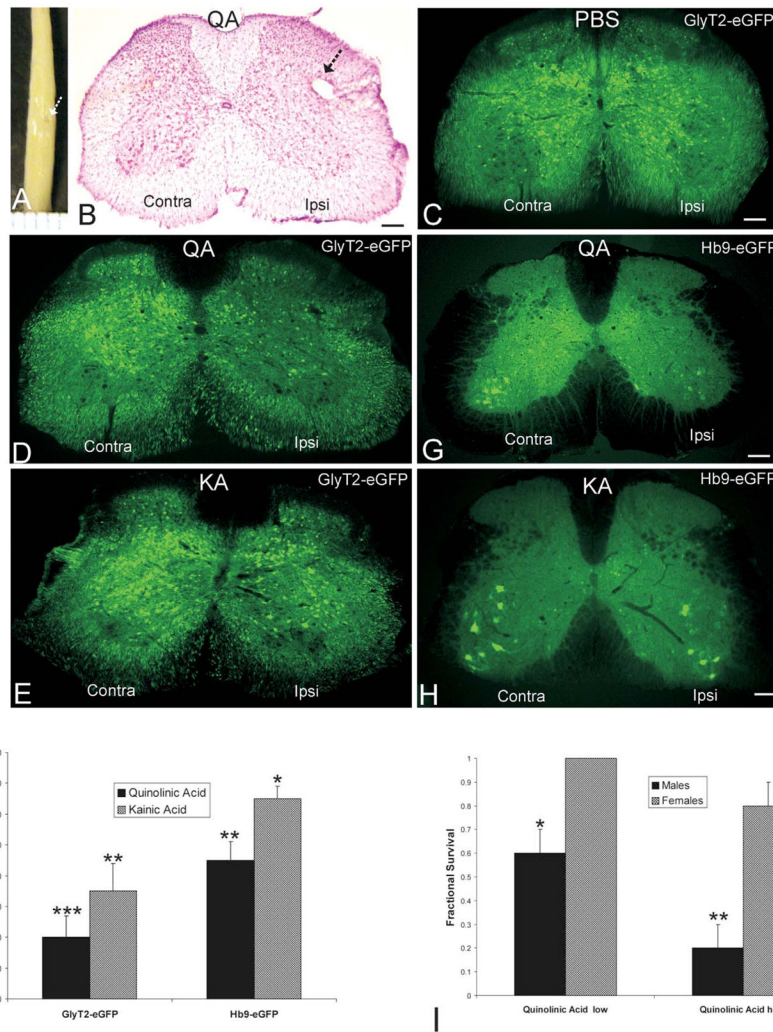 QA
PBS
GlyT2-eGFP
A
Contra
Ipsi
B
Contra
Ipsi
C
QA
GlyT2-eGFP
Contra
Ipsi
D
QA
Hb9-eGFP
Contra
Ipsi
G
KA
GlyT2-eGFP
Contra
Ipsi
E
KA
Hb9-eGFP
Contra
Ipsi
H
Quinolinic Acid
Kainic Acid
***
**
**
*
GlyT2-eGFP
Hb9-eGFP
Fractional Survival
1
0.9
0.8
0.7
0.6
0.5
0.4
0.3
0.2
0.1
0
Males
Females
*
**
Quinolinic Acid low
Quinolinic Acid h
I